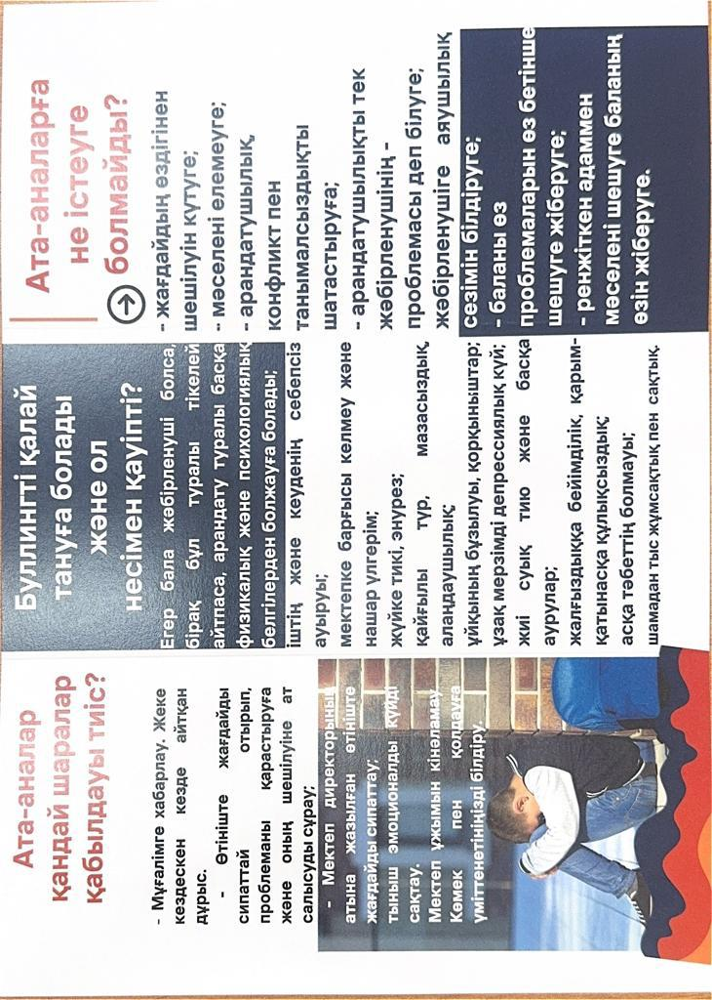 Ата-аналар
қандай шаралар
қабылдауы тиіс?
- Мұғалімге хабарлау. Жеке
кездескен кезде айтқан
дұрыс.
- Өтініште жағдайды
сипаттай отырып,
проблеманы қарастыруға
және оның шешілуіне ат
салысуды сұрау;
- Мектеп директорының
атына жазылған өтініште
жағдайды сипаттау;
тыныш эмоционалды күйді
сақтау.
Мектеп ұжымын кінәламау
Көмек пен қолдауға
үміттенетініңізді білдіру.
Буллингті қалай
тануға болады
және ол
несімен қауіпті?
Егер бала жәбірленуші болса,
бірақ бұл туралы тікелей
айтпаса, арандату туралы басқа
физикалық және психологиялық
белгілерден болжауға болады;
іштің және кеуденің себепсіз
ауыруы;
мектепке барғысы келмеу және
нашар үлгерім;
жүйке тикі, энурез;
қайғылы түр, мазасыздық,
алаңдаушылық;
ұйқының бұзылуы, қорқыныштар;
ұзақ мерзімді депрессиялық күй;
жиі суық тию және басқа
аурулар;
жалғыздыққа бейімділік, қарым-
қатынасқа құлықсыздық;
асқа тәбеттің болмауы;
шамадан тыс жұмсақтық пен сақтық.
Ата-аналарға
не істеуге
болмайды?
- жағдайдың өздігінен
шешілуін күтуге;
- мәселені елемеуге;
- арандатушылық,
конфликт пен
танымалсыздықты
шатастыруға;
- арандатушылықты тек
жәбірленушінің -
проблемасы деп білуге;
жәбірленушіге аяушылық
сезімін білдіруге;
- баланы өз
проблемаларын өз бетінше
шешуге жіберуге;
- ренжіткен адаммен
мәселені шешуге баланың
өзін жіберуге.